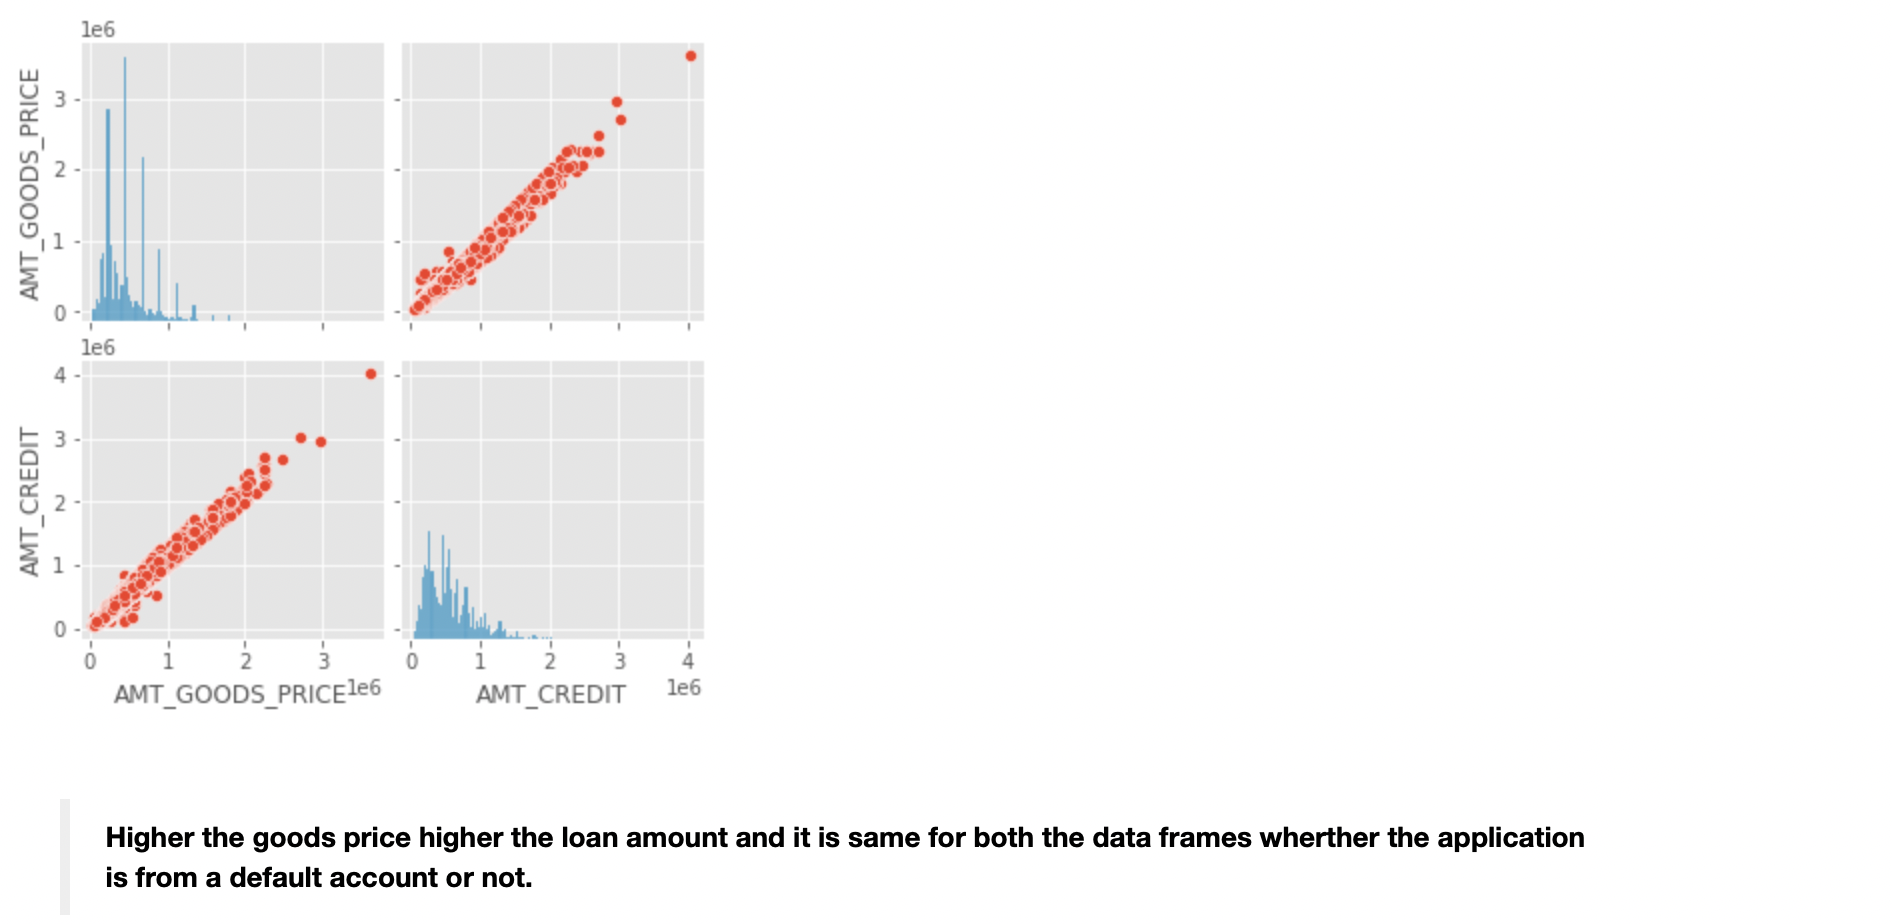 1e6
AMT_GOODS_PRICE
3
2
1
0
1e6
AMT_CREDIT
4
3
2
1
0
0 1 2 3
0 1 2 3 4
AMT_GOODS_PRICE 1e6
AMT_CREDIT 1e6
Higher the goods price higher the loan amount and it is same for both the data frames wherther the application
is from a default account or not.